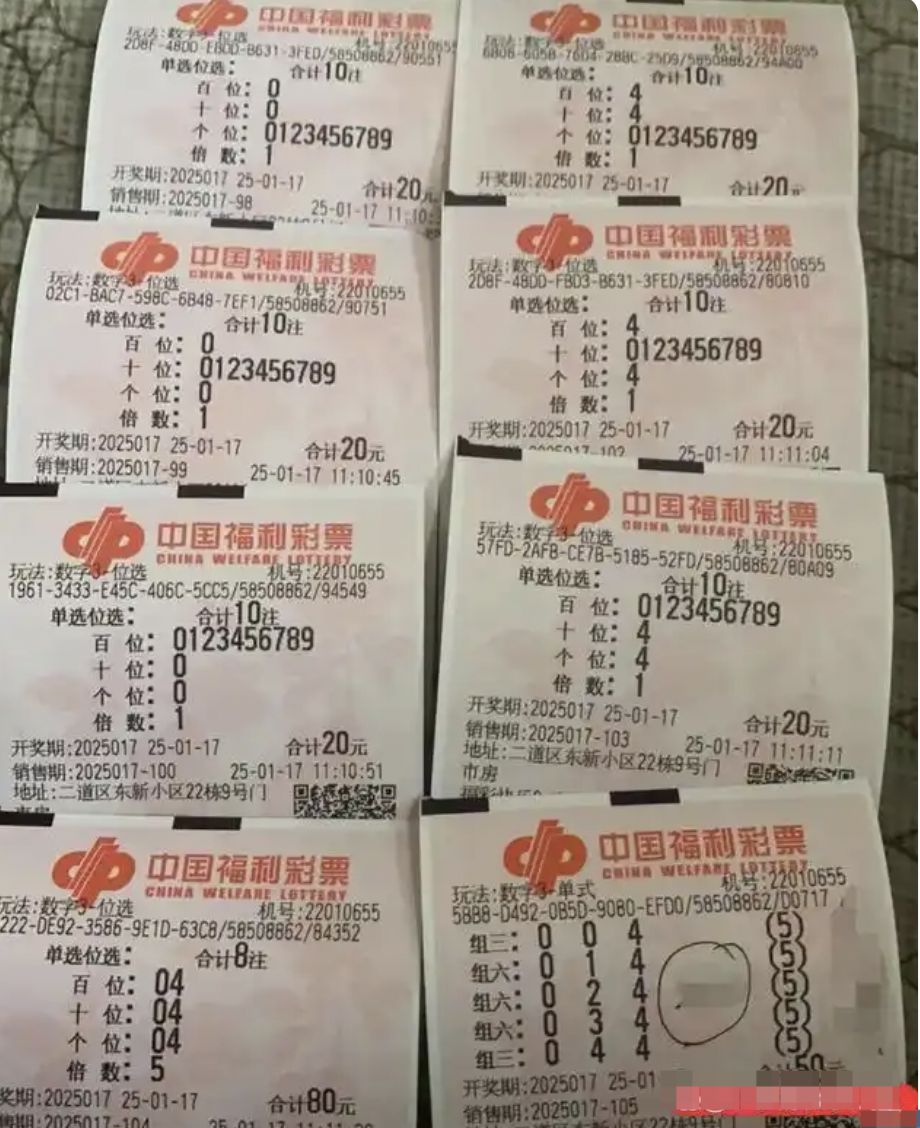 中国福利彩票
玩法:数字3-位选 机号:22010655
2D8F-48DD-EBDD-B631-3FED/58508862/90551
单选位选: 合计10注
百 位: 0
十 位: 0
个 位: 0123456789
倍 数: 1
开奖期:2025017 25-01-17 合计20元
销售期:2025017-98 25-01-17 11:10:
中国福利彩票
玩法:数字3-位选 机号:22010655
单选位选: 合计10注
百 位: 4
十 位: 4
个 位: 0123456789
倍 数: 1
开奖期:2025017 25-01-17 合计20元
中国福利彩票
CHINA WELFARE LOTTERY
玩法:数字3-位选 机号:22010655
02C1-BAC7-598C-6B48-7EF1/58508862/90751
单选位选: 合计10注
百 位: 0
十 位: 0123456789
个 位: 0
倍 数: 1
开奖期:2025017 25-01-17 合计20元
销售期:2025017-99 25-01-17 11:10:45
中国福利彩票
CHINA WELFARE LOTTERY
玩法:数字3-位选 机号:22010655
2D8F-48DD-FBD3-B631-3FED/58508862/80810
单选位选: 合计10注
百 位: 4
十 位: 0123456789
个 位: 4
倍 数: 1
开奖期:2025017 25-01-17 合计20元
2025017-102 25-01-17 11:11:04
中国福利彩票
CHINA WELFARE LOTTERY
玩法:数字3-位选 机号:22010655
1961-3433-E45C-406C-5CC5/58508862/94549
单选位选: 合计10注
百 位: 0123456789
十 位: 0
个 位: 0
倍 数: 1
开奖期:2025017 25-01-17 合计20元
销售期:2025017-100 25-01-17 11:10:51
地址:二道区东新小区22栋9号门
中国福利彩票
CHINA WELFARE LOTTERY
玩法:数字3-位选 机号:22010655
57FD-2AFB-CE7B-5185-52FD/58508862/80A09
单选位选: 合计10注
百 位: 0123456789
十 位: 4
个 位: 4
倍 数: 1
开奖期:2025017 25-01-17 合计20元
销售期:2025017-103 25-01-17 11:11:11
地址:二道区东新小区22栋9号门
市房
中国福利彩票
CHINA WELFARE LOTTERY
玩法:数字3-位选 机号:22010655
222-DE92-3586-9E1D-63C8/58508862/84352
单选位选: 合计8注
百 位: 04
十 位: 04
个 位: 04
倍 数: 5
奖期:2025017 25-01-17 合计80元
售期:2025017-104
中国福利彩票
CHINA WELFARE LOTTERY
玩法:数字3-单式 机号:22010655
5B88-D492-0B5D-9080-EFD0/58508862/D0717
组三: 0 0 4 (5)
组六: 0 1 4 (5)
组六: 0 2 4 (5)
组六: 0 3 4 (5)
组三: 0 4 4 (5)
开奖期:2025017 25-01 合计50元
销售期:2025017-105